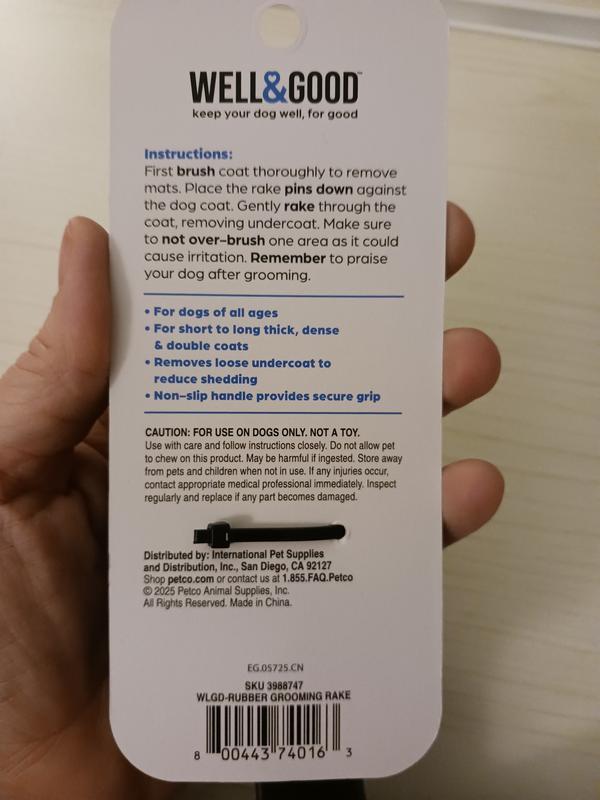 WELL&GOOD™
keep your dog well, for good
Instructions:
First brush coat thoroughly to remove
mats. Place the rake pins down against
the dog coat. Gently rake through the
coat, removing undercoat. Make sure
to not over-brush one area as it could
cause irritation. Remember to praise
your dog after grooming.
• For dogs of all ages
• For short to long thick, dense
& double coats
• Removes loose undercoat to
reduce shedding
• Non-slip handle provides secure grip
CAUTION: FOR USE ON DOGS ONLY. NOT A TOY.
Use with care and follow instructions closely. Do not allow pet
to chew on this product. May be harmful if ingested. Store away
from pets and children when not in use. If any injuries occur,
contact appropriate medical professional immediately. Inspect
regularly and replace if any part becomes damaged.
Distributed by: International Pet Supplies
and Distribution, Inc., San Diego, CA 92127
Shop petco.com or contact us at 1.855.FAQ.Petco
© 2025 Petco Animal Supplies, Inc.
All Rights Reserved. Made in China.
EG.05725.CN
SKU 3988747
WLGD-RUBBER GROOMING RAKE
8 00443 74016 3